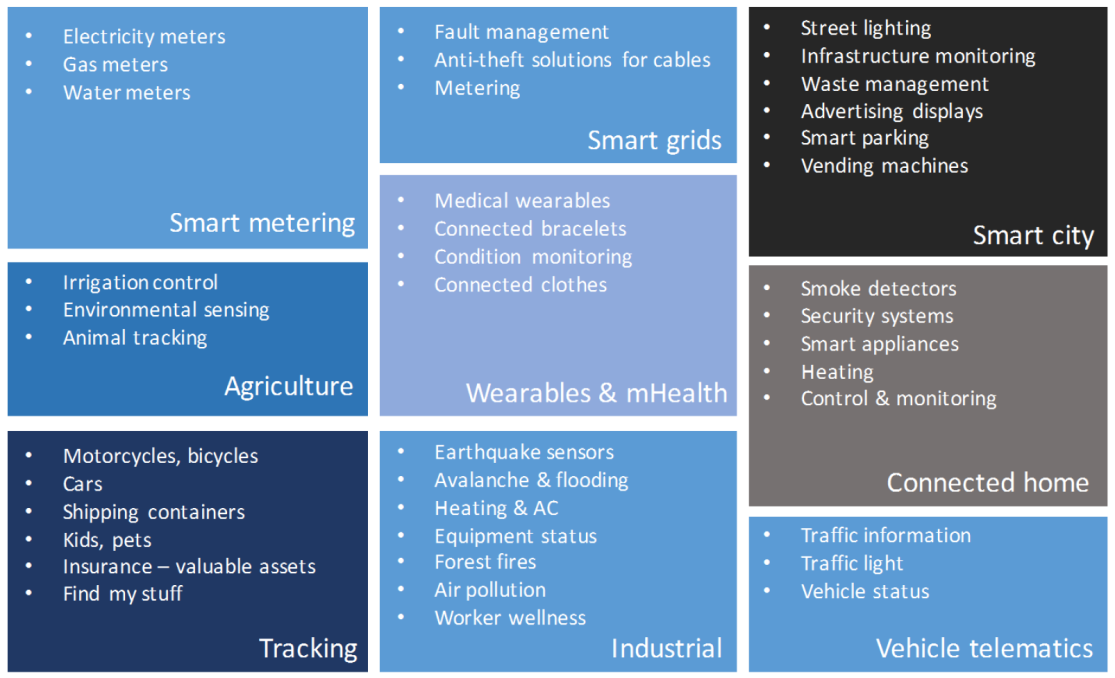 • Electricity meters
• Gas meters
• Water meters
Smart metering
• Irrigation control
• Environmental sensing
• Animal tracking
Agriculture
• Motorcycles, bicycles
• Cars
• Shipping containers
• Kids, pets
• Insurance – valuable assets
• Find my stuff
Tracking
• Fault management
• Anti-theft solutions for cables
• Metering
Smart grids
• Medical wearables
• Connected bracelets
• Condition monitoring
• Connected clothes
Wearables & mHealth
• Earthquake sensors
• Avalanche & flooding
• Heating & AC
• Equipment status
• Forest fires
• Air pollution
• Worker wellness
Industrial
• Street lighting
• Infrastructure monitoring
• Waste management
• Advertising displays
• Smart parking
• Vending machines
Smart city
• Smoke detectors
• Security systems
• Smart appliances
• Heating
• Control & monitoring
Connected home
• Traffic information
• Traffic light
• Vehicle status
Vehicle telematics